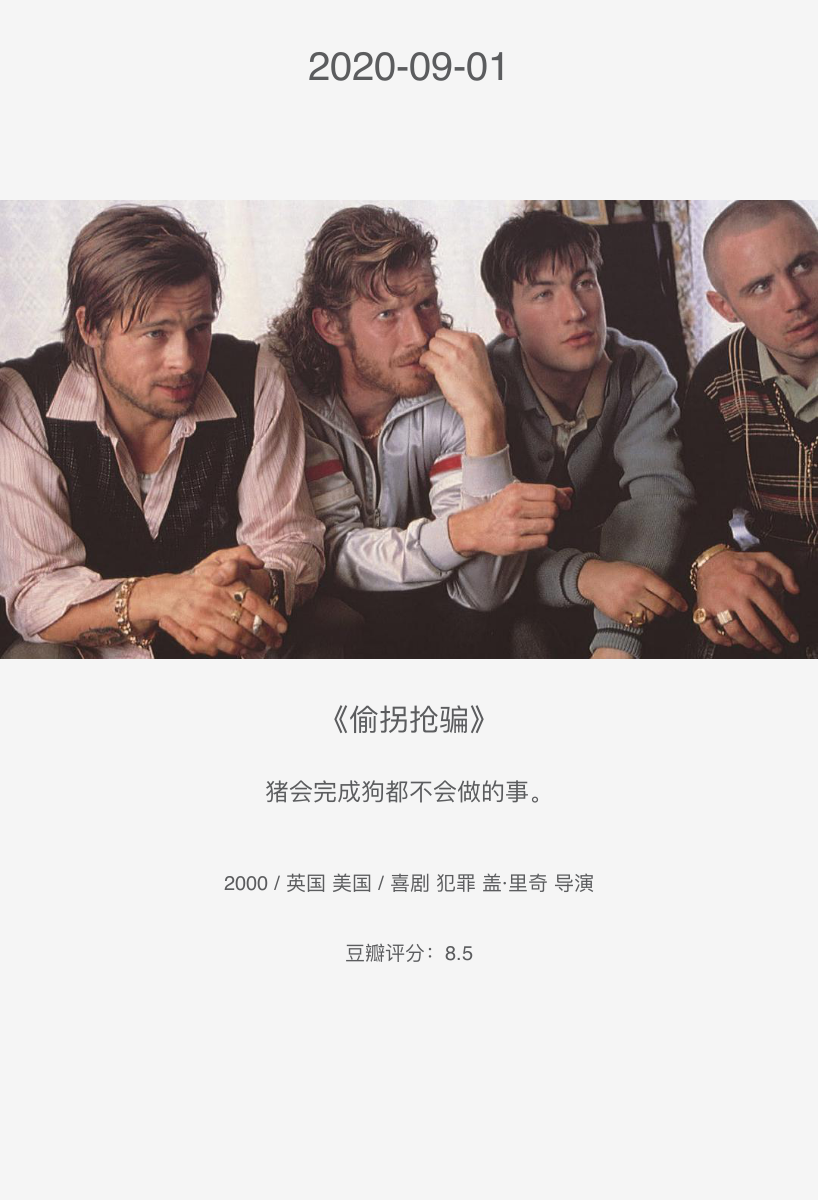 2020-09-01
《偷拐抢骗》
猪会完成狗都不会做的事。
2000 / 英国 美国 / 喜剧 犯罪 盖·里奇 导演
豆瓣评分：8.5